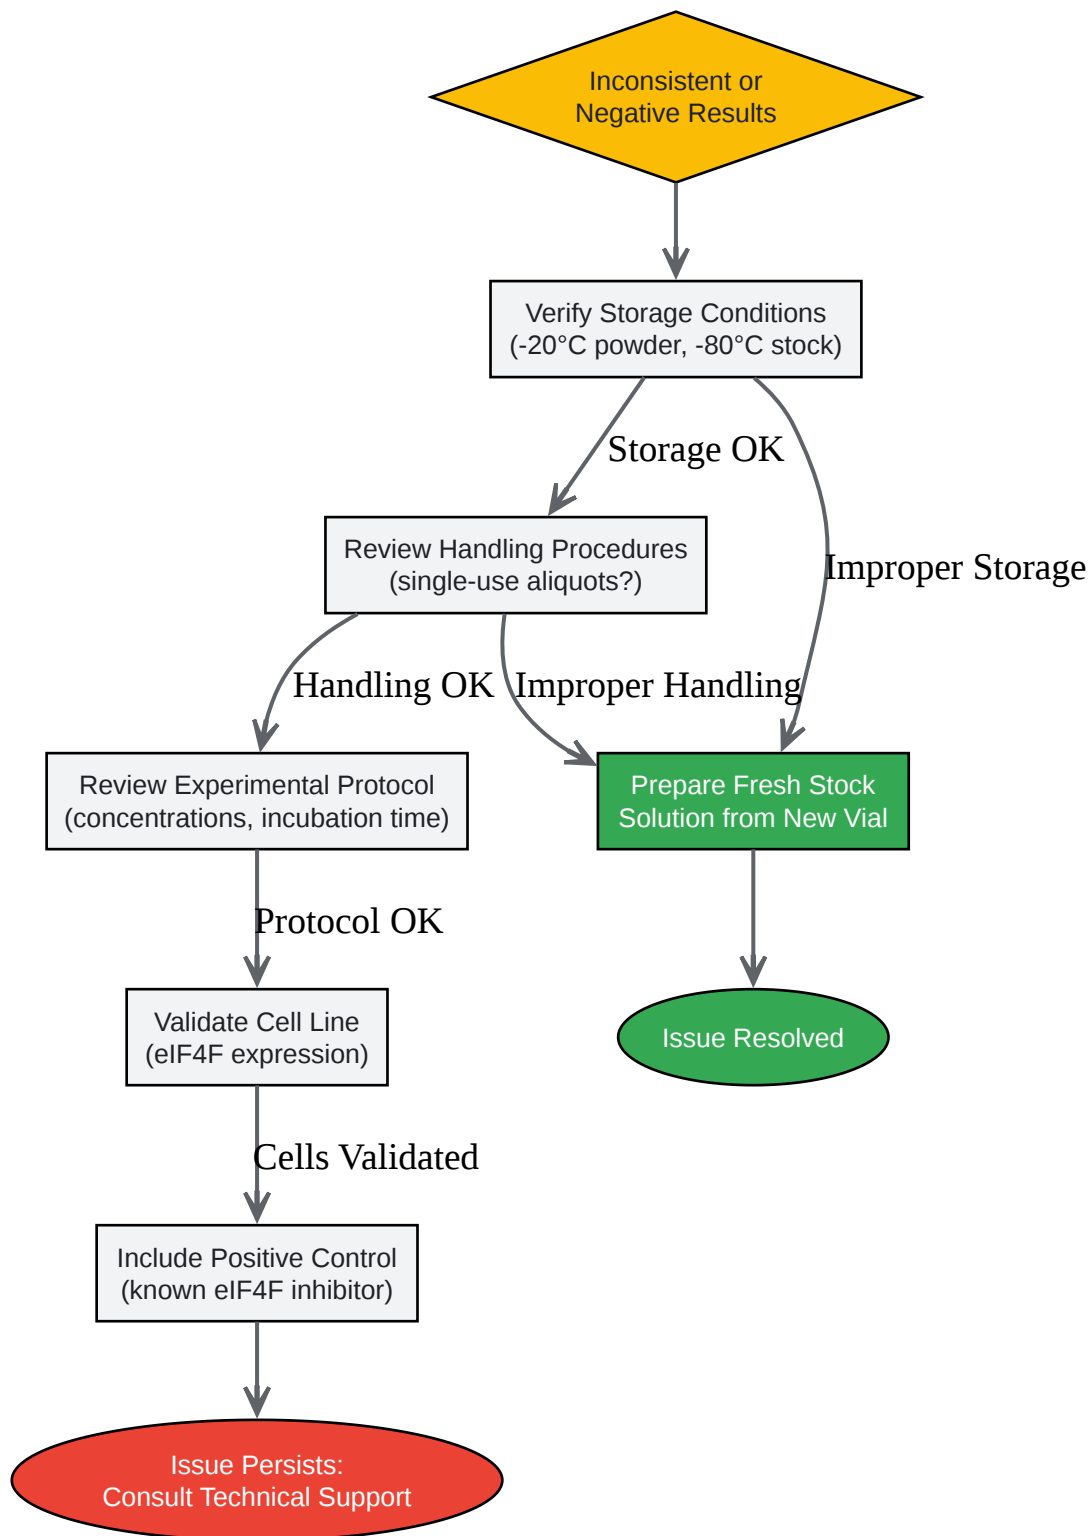 Inconsistent or
Negative Results
Verify Storage Conditions
(-20°C powder, -80°C stock)
Storage OK
Review Handling Procedures
(single-use aliquots?)
Improper Storage
Handling OK
Improper Handling
Review Experimental Protocol
(concentrations, incubation time)
Prepare Fresh Stock
Solution from New Vial
Protocol OK
Validate Cell Line
(eIF4F expression)
Issue Resolved
Cells Validated
Include Positive Control
(known eIF4F inhibitor)
Issue Persists:
Consult Technical Support